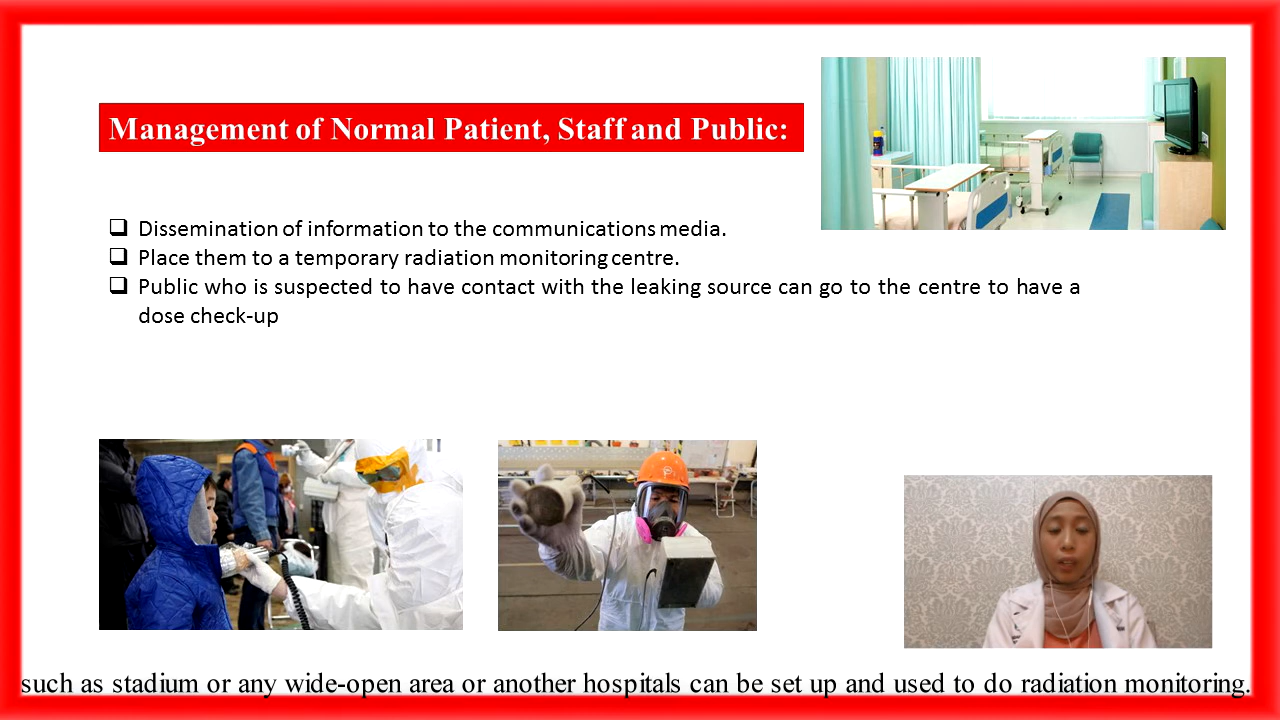 Management of Normal Patient, Staff and Public:
Dissemination of information to the communications media.
Place them to a temporary radiation monitoring centre.
Public who is suspected to have contact with the leaking source can go to the centre to have a
dose check-up
such as stadium or any wide-open area or another hospitals can be set up and used to do radiation monitoring.